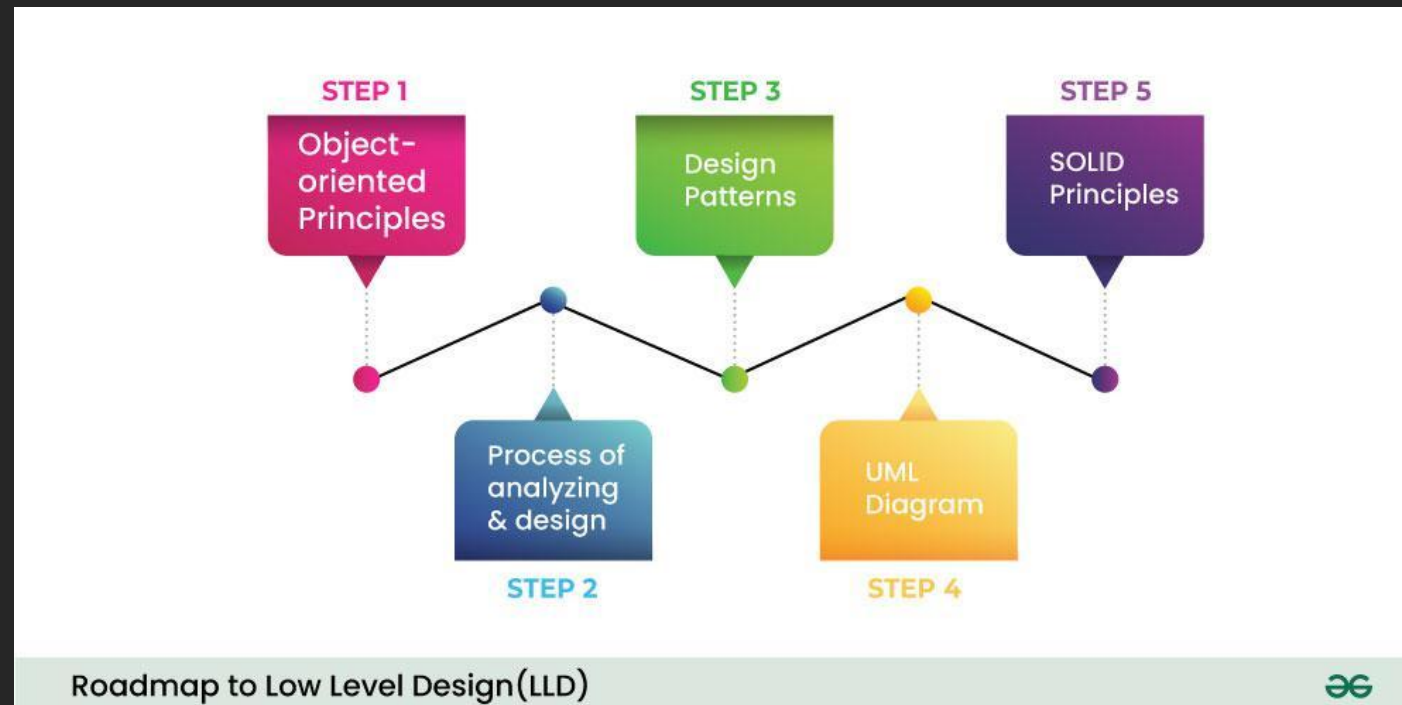 STEP 1
Object-
oriented
Principles
Process of
analyzing
& design
STEP 2
STEP 3
Design
Patterns
UML
Diagram
STEP 4
STEP 5
SOLID
Principles
Roadmap to Low Level Design(LLD)